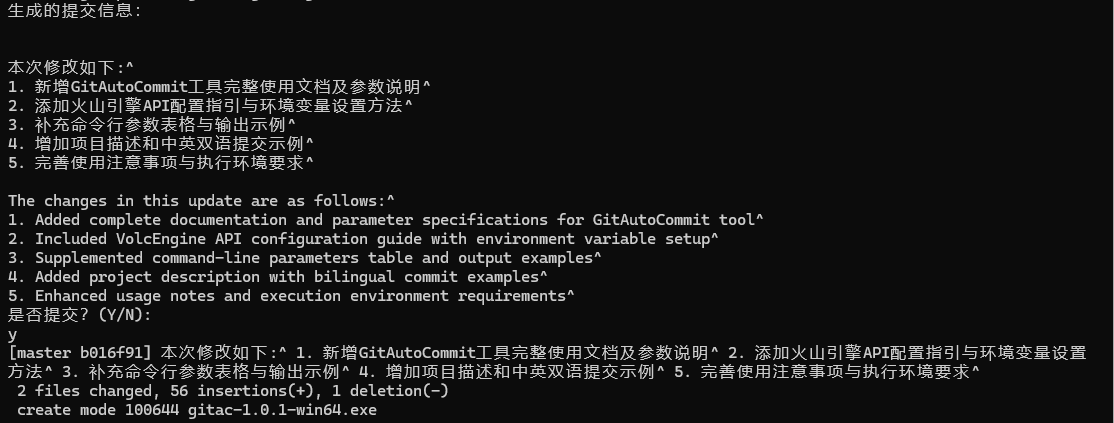 生成的提交信息:
本次修改如下:^
1. 新增GitAutoCommit工具完整使用文档及参数说明^
2. 添加火山引擎API配置指引与环境变量设置方法^
3. 补充命令行参数表格与输出示例^
4. 增加项目描述和中英双语提交示例^
5. 完善使用注意事项与执行环境要求^
The changes in this update are as follows:^
1. Added complete documentation and parameter specifications for GitAutoCommit tool^
2. Included VolcEngine API configuration guide with environment variable setup^
3. Supplemented command-line parameters table and output examples^
4. Added project description with bilingual commit examples^
5. Enhanced usage notes and execution environment requirements^
是否提交? (Y/N):
y
[master b016f91] 本次修改如下:^ 1. 新增GitAutoCommit工具完整使用文档及参数说明^ 2. 添加火山引擎API配置指引与环境变量设置
方法^ 3. 补充命令行参数表格与输出示例^ 4. 增加项目描述和中英双语提交示例^ 5. 完善使用注意事项与执行环境要求^
2 files changed, 56 insertions(+), 1 deletion(-)
create mode 100644 gitac-1.0.1-win64.exe